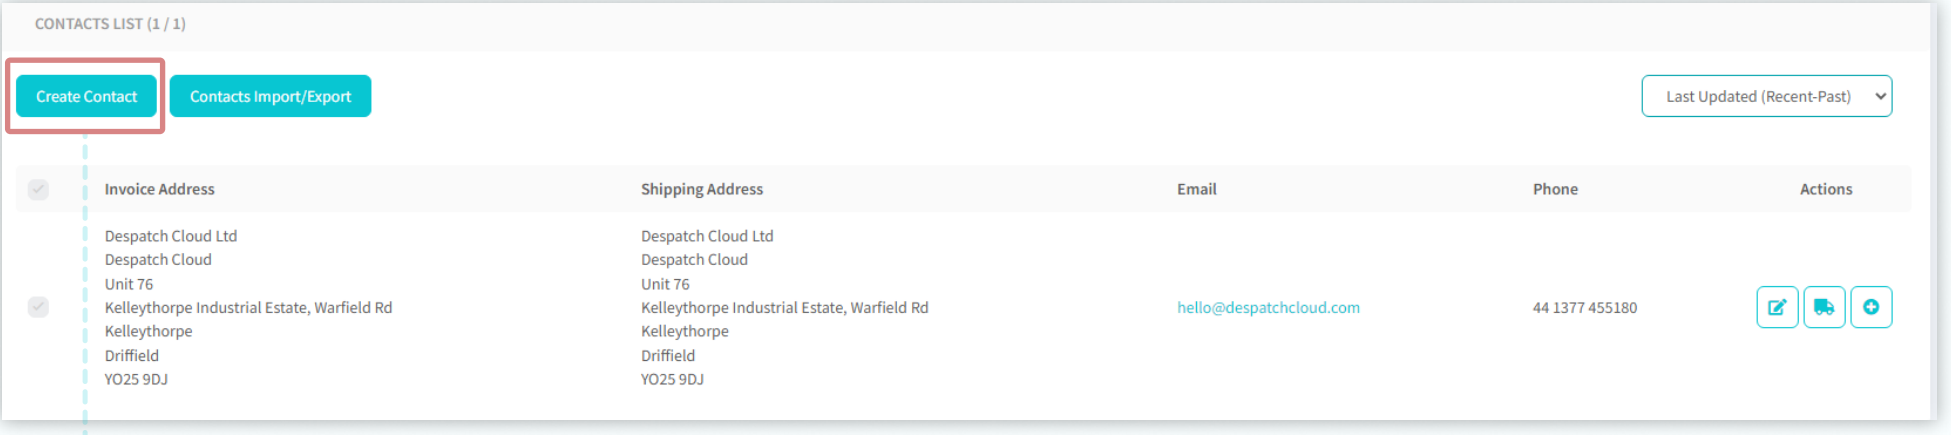 CONTACTS LIST (1 / 1)
Create Contact
Contacts Import/Export
Last Updated (Recent-Past)
Invoice Address
Shipping Address
Email
Phone
Actions
Despatch Cloud Ltd
Despatch Cloud
Unit 76
Kelleythorpe Industrial Estate, Warfield Rd
Kelleythorpe
Driffield
YO25 9DJ
Despatch Cloud Ltd
Despatch Cloud
Unit 76
Kelleythorpe Industrial Estate, Warfield Rd
Kelleythorpe
Driffield
YO25 9DJ
hello@despatchcloud.com
44 1377 455180